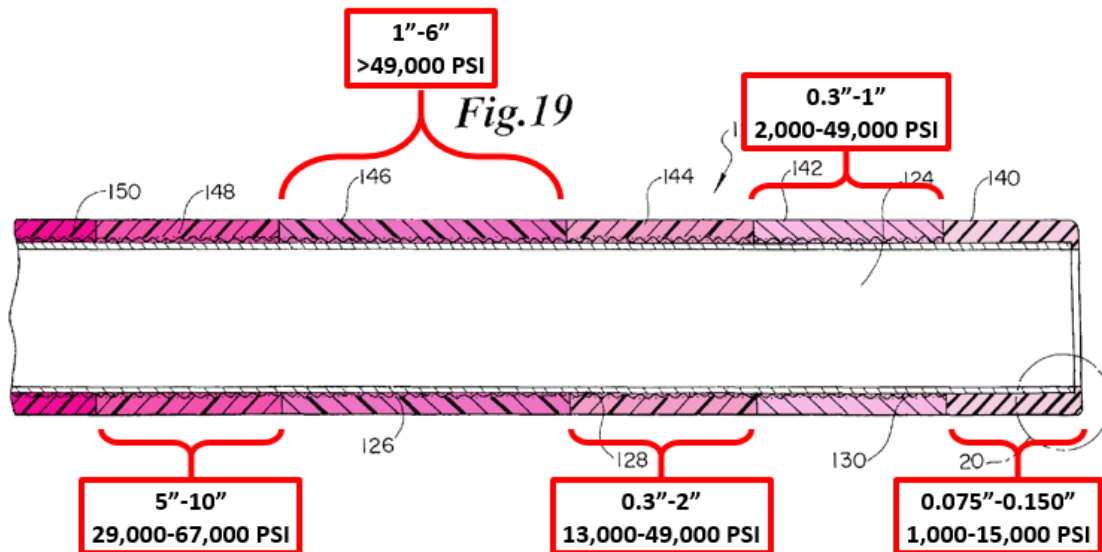 1”-6”
>49,000 PSI
Fig.19
0.3”-1”
2,000-49,000 PSI
150
148
146
144
142
124
140
126
128
130
20
5”-10”
29,000-67,000 PSI
0.3”-2”
13,000-49,000 PSI
0.075”-0.150”
1,000-15,000 PSI